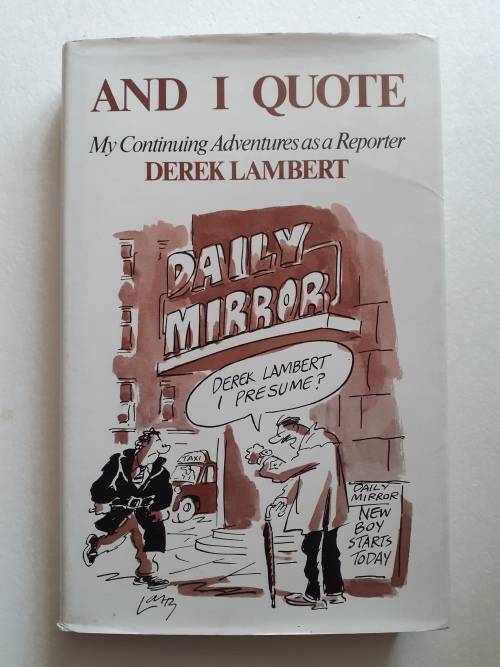 AND I QUOTE
My Continuing Adventures as a Reporter
DEREK LAMBERT
DAILY
MIRROR
DEREK LAMBERT
I PRESUME?
TAXI
DAILY
MIRROR
NEW
BOY
STARTS
TODAY